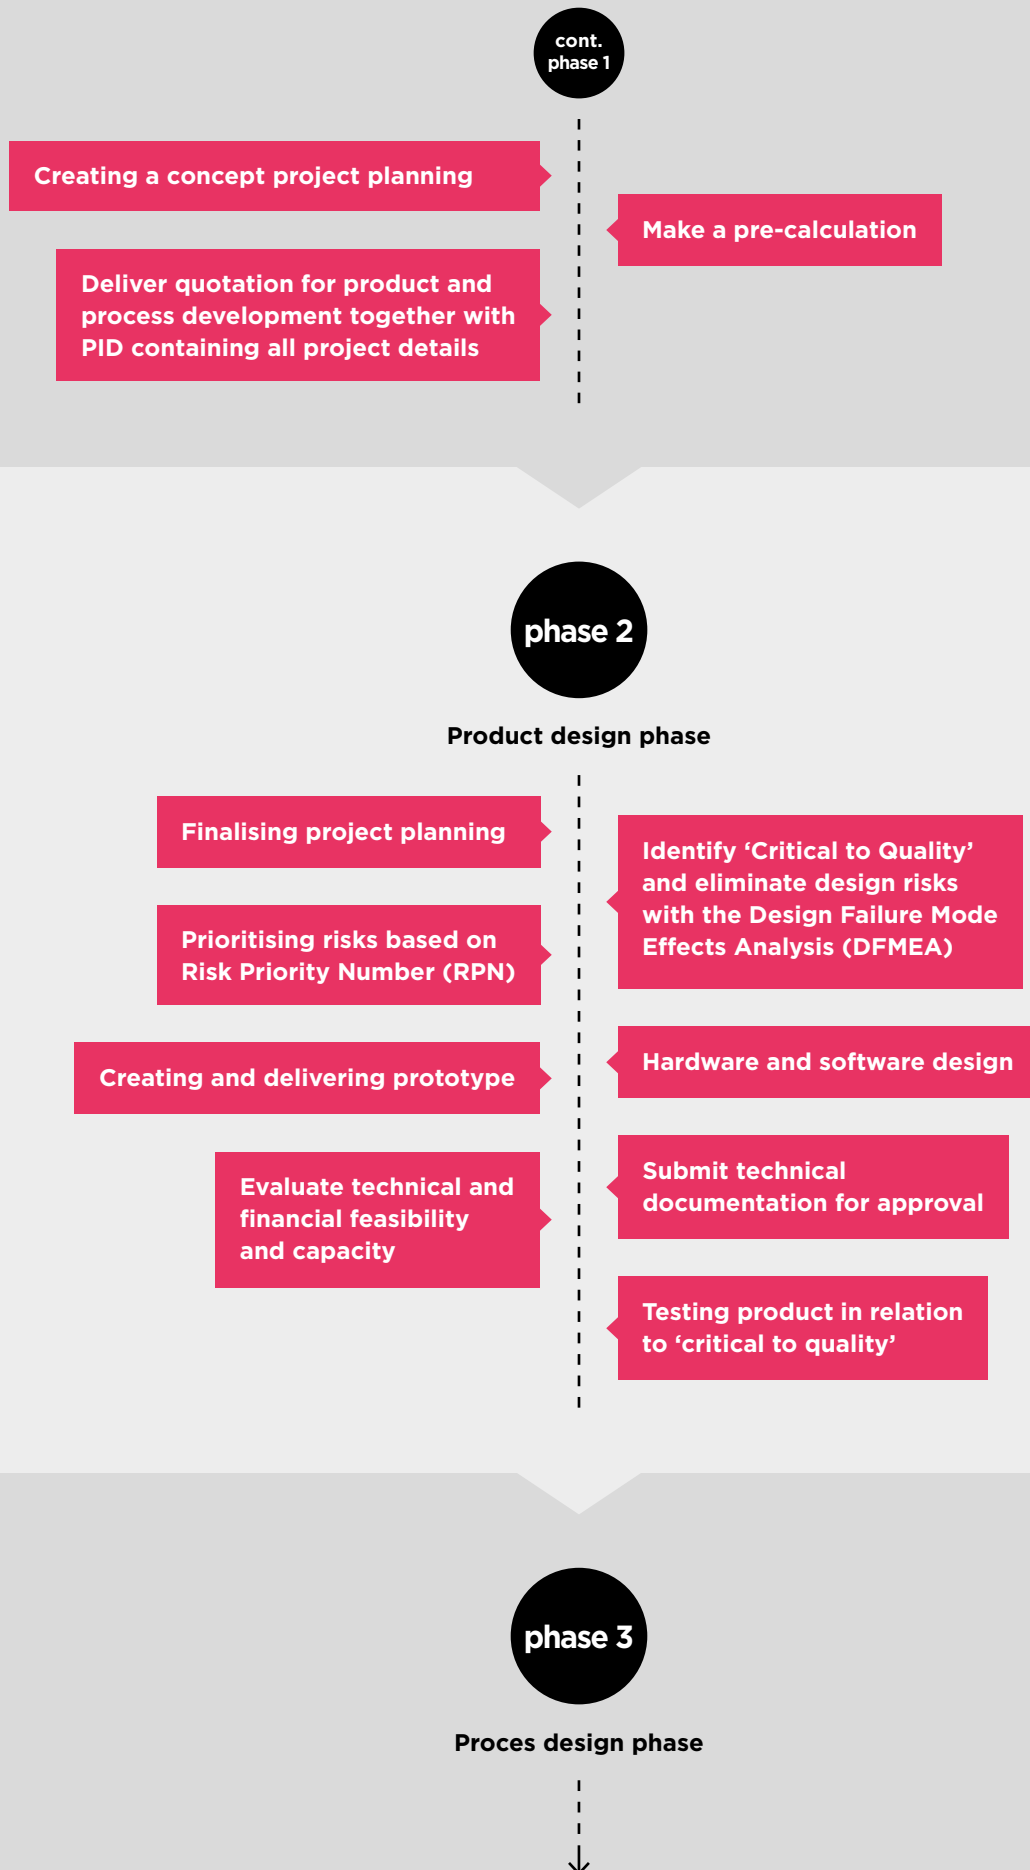 cont.
phase 1
Creating a concept project planning
Make a pre-calculation
Deliver quotation for product and
process development together with
PID containing all project details
phase 2
Product design phase
Finalising project planning
Identify ‘Critical to Quality’
and eliminate design risks
with the Design Failure Mode
Effects Analysis (DFMEA)
Prioritising risks based on
Risk Priority Number (RPN)
Hardware and software design
Creating and delivering prototype
Submit technical
documentation for approval
Evaluate technical and
financial feasibility
and capacity
Testing product in relation
to ‘critical to quality’
phase 3
Proces design phase